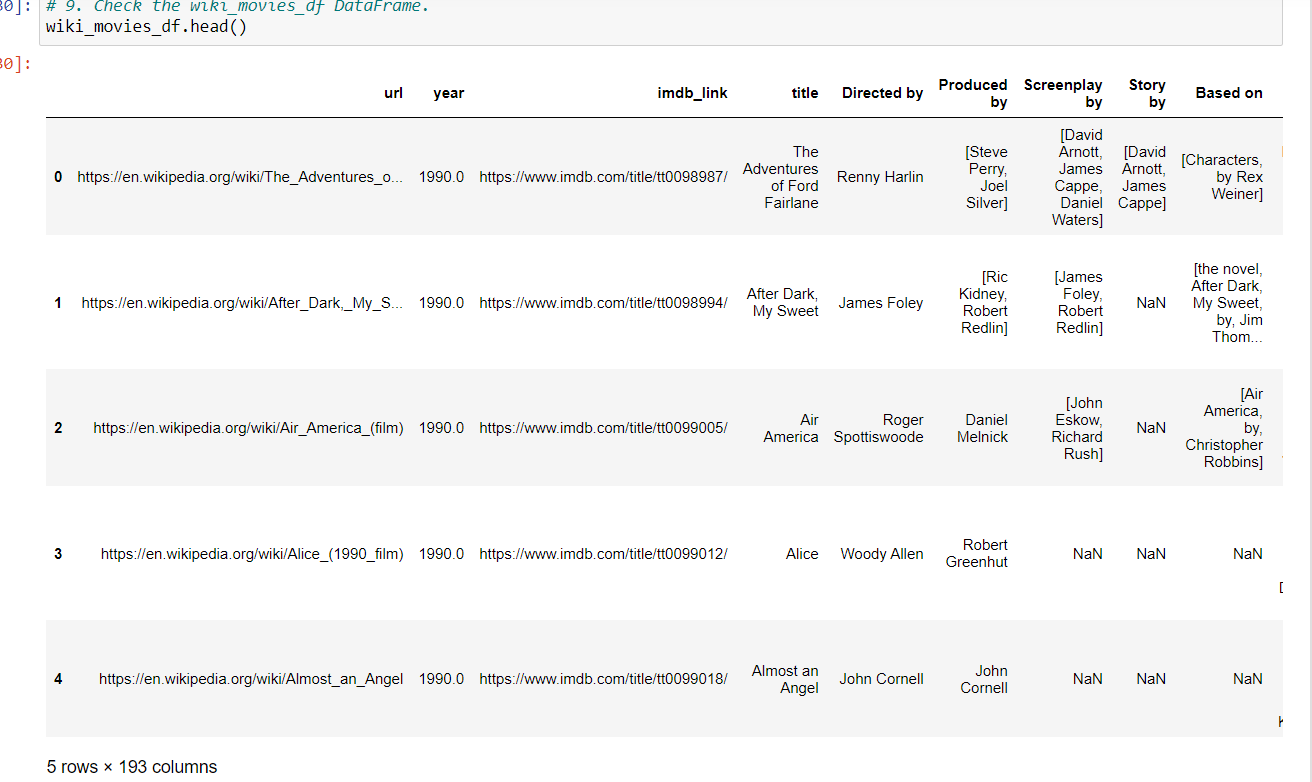 30]: # 9. Check the wiki_movies_df DataFrame.
wiki_movies_df.head()
30]:
url year imdb_link title Directed by Produced by Screenplay by Story by Based on
0 https://en.wikipedia.org/wiki/The_Adventures_o... 1990.0 https://www.imdb.com/title/tt0098987/ The Adventures of Ford Fairlane Renny Harlin [Steve Perry, Joel Silver] [David Arnott, James Cappe, Daniel Waters] [David Arnott, James Cappe] [Characters, by Rex Weiner]
1 https://en.wikipedia.org/wiki/After_Dark,_My_S... 1990.0 https://www.imdb.com/title/tt0098994/ After Dark, My Sweet James Foley [Ric Kidney, Robert Redlin] [James Foley, Robert Redlin] NaN [the novel, After Dark, My Sweet, by, Jim Thom...
2 https://en.wikipedia.org/wiki/Air_America_(film) 1990.0 https://www.imdb.com/title/tt0099005/ Air America Roger Spottiswoode Daniel Melnick [John Eskow, Richard Rush] NaN [Air America, by, Christopher Robbins]
3 https://en.wikipedia.org/wiki/Alice_(1990_film) 1990.0 https://www.imdb.com/title/tt0099012/ Alice Woody Allen Robert Greenhut NaN NaN NaN
4 https://en.wikipedia.org/wiki/Almost_an_Angel 1990.0 https://www.imdb.com/title/tt0099018/ Almost an Angel John Cornell John Cornell NaN NaN NaN
5 rows × 193 columns